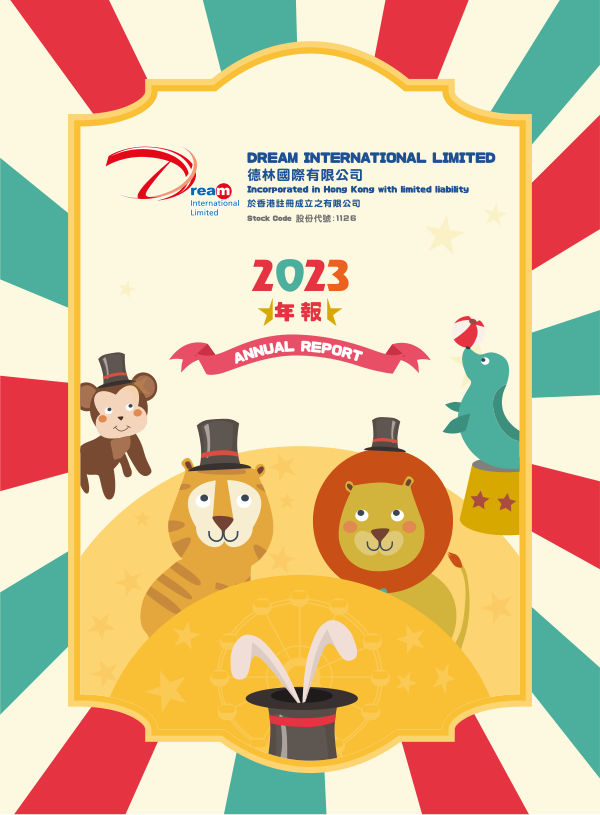 Dream
International
Limited
DREAM INTERNATIONAL LIMITED
德林國際有限公司
Incorporated in Hong Kong with limited liability
於香港註冊成立之有限公司
Stock Code 股份代號:1126
2023
年報
ANNUAL REPORT